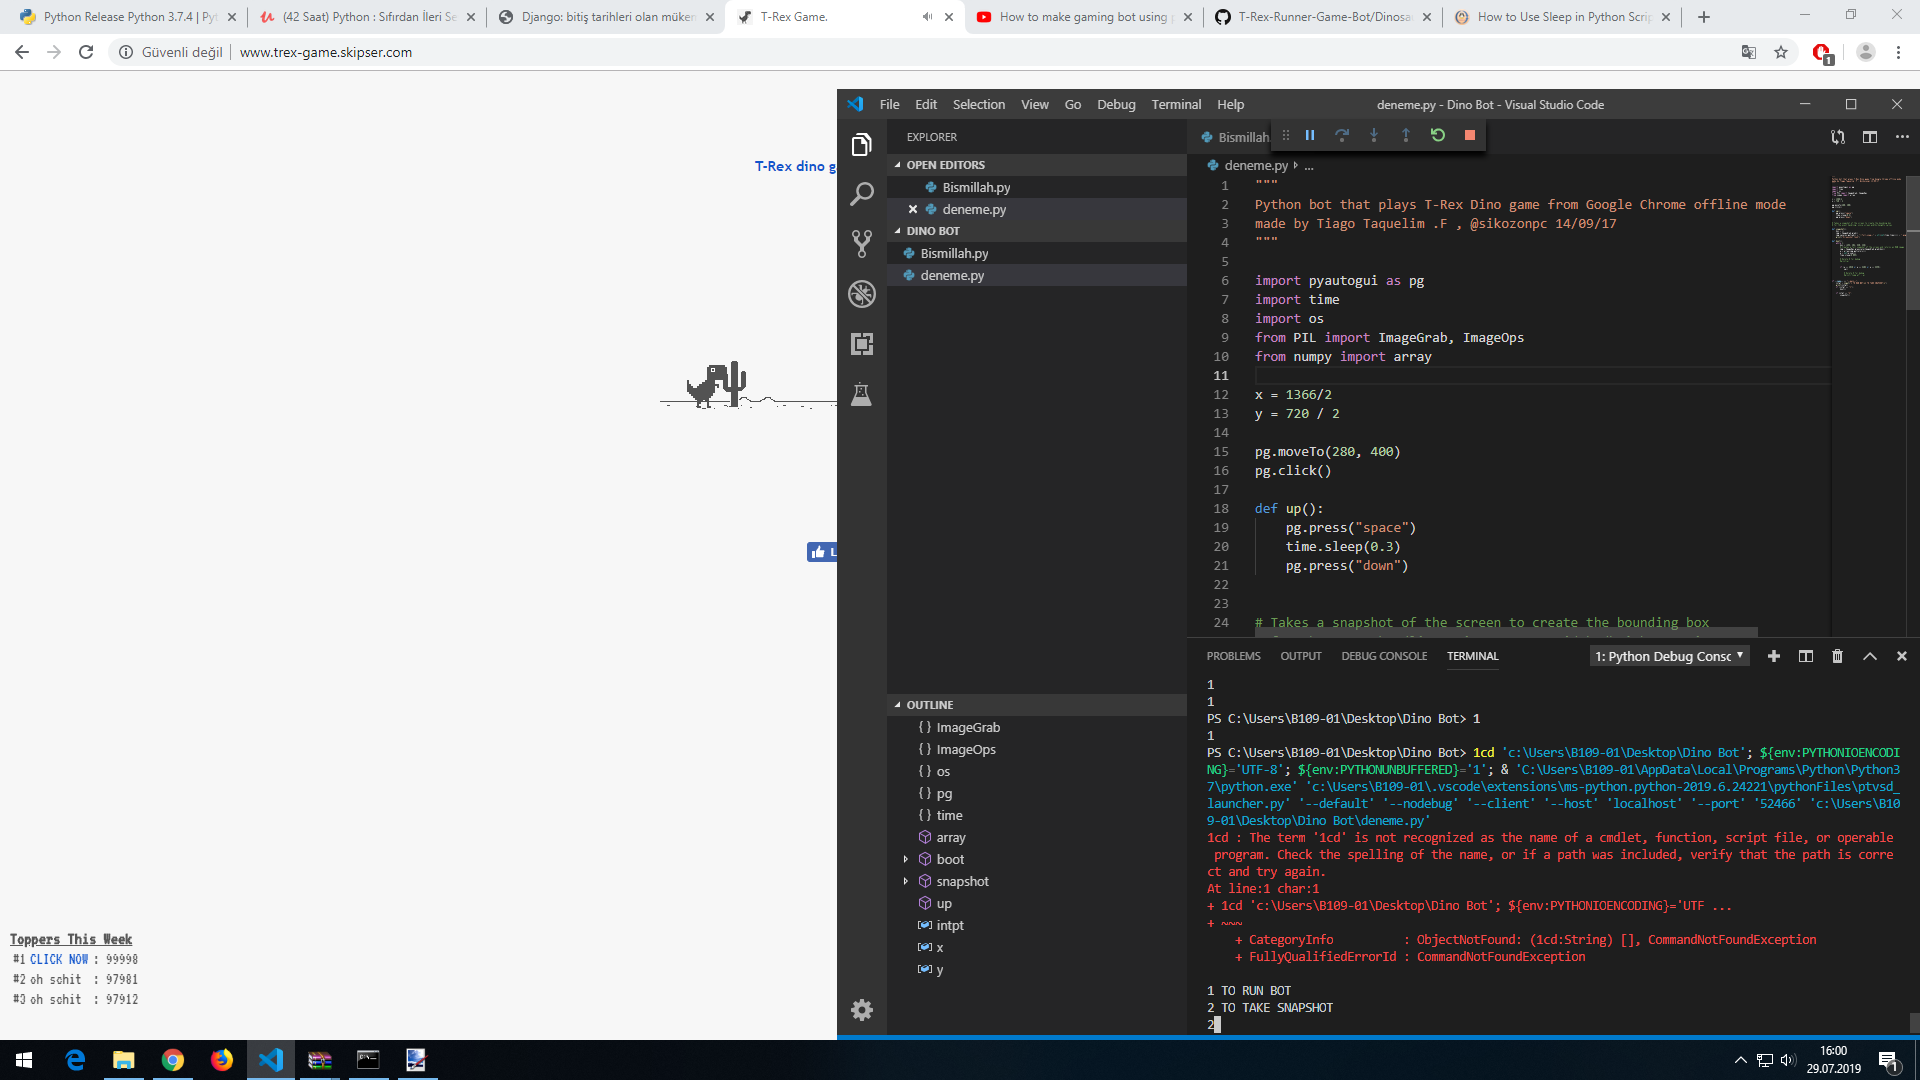 Python Release Python 3.7.4 | Pyt
(42 Saat) Python : Sıfırdan İleri Se
Django: bitiş tarihleri olan müken
T-Rex Game.
How to make gaming bot using p
T-Rex-Runner-Game-Bot/Dinosa
How to Use Sleep in Python Scrip
Güvenli değil
www.trex-game.skipser.com
1
T-Rex dino g
L
Toppers This Week
#1 CLICK NOW : 99998
#2 oh schit : 97981
#3 oh schit : 97912
File Edit Selection View Go Debug Terminal Help
deneme.py - Dino Bot - Visual Studio Code
EXPLORER
OPEN EDITORS
Bismillah.py
deneme.py
DINO BOT
Bismillah.py
deneme.py
OUTLINE
ImageGrab
ImageOps
os
pg
time
array
boot
snapshot
up
intpt
x
y
Bismillah
deneme.py ...
1 """
2 Python bot that plays T-Rex Dino game from Google Chrome offline mode
3 made by Tiago Taquelim .F , @sikozonpc 14/09/17
4 """
5
6 import pyautogui as pg
7 import time
8 import os
9 from PIL import ImageGrab, ImageOps
10 from numpy import array
11
12 x = 1366/2
13 y = 720 / 2
14
15 pg.moveTo(280, 400)
16 pg.click()
17
18 def up():
19 pg.press("space")
20 time.sleep(0.3)
21 pg.press("down")
22
23
24 # Takes a snapshot of the screen to create the bounding box
PROBLEMS OUTPUT DEBUG CONSOLE TERMINAL
1: Python Debug Consc
1
1
PS C:\Users\B109-01\Desktop\Dino Bot> 1
1
PS C:\Users\B109-01\Desktop\Dino Bot> 1cd 'c:\Users\B109-01\Desktop\Dino Bot'; ${env:PYTHONIOENCODI
NG}='UTF-8'; ${env:PYTHONUNBUFFERED}='1'; & 'C:\Users\B109-01\AppData\Local\Programs\Python\Python3
7\python.exe' 'c:\Users\B109-01\.vscode\extensions\ms-python.python-2019.6.24221\pythonFiles\ptvsd_
launcher.py' '--default' '--nodebug' '--client' '--host' 'localhost' '--port' '52466' 'c:\Users\B10
9-01\Desktop\Dino Bot\deneme.py'
1cd : The term '1cd' is not recognized as the name of a cmdlet, function, script file, or operable
program. Check the spelling of the name, or if a path was included, verify that the path is corre
ct and try again.
At line:1 char:1
+ 1cd 'c:\Users\B109-01\Desktop\Dino Bot'; ${env:PYTHONIOENCODING}='UTF ...
+ ~~~
+ CategoryInfo : ObjectNotFound: (1cd:String) [], CommandNotFoundException
+ FullyQualifiedErrorId : CommandNotFoundException
1 TO RUN BOT
2 TO TAKE SNAPSHOT
2
16:00
29.07.2019
1